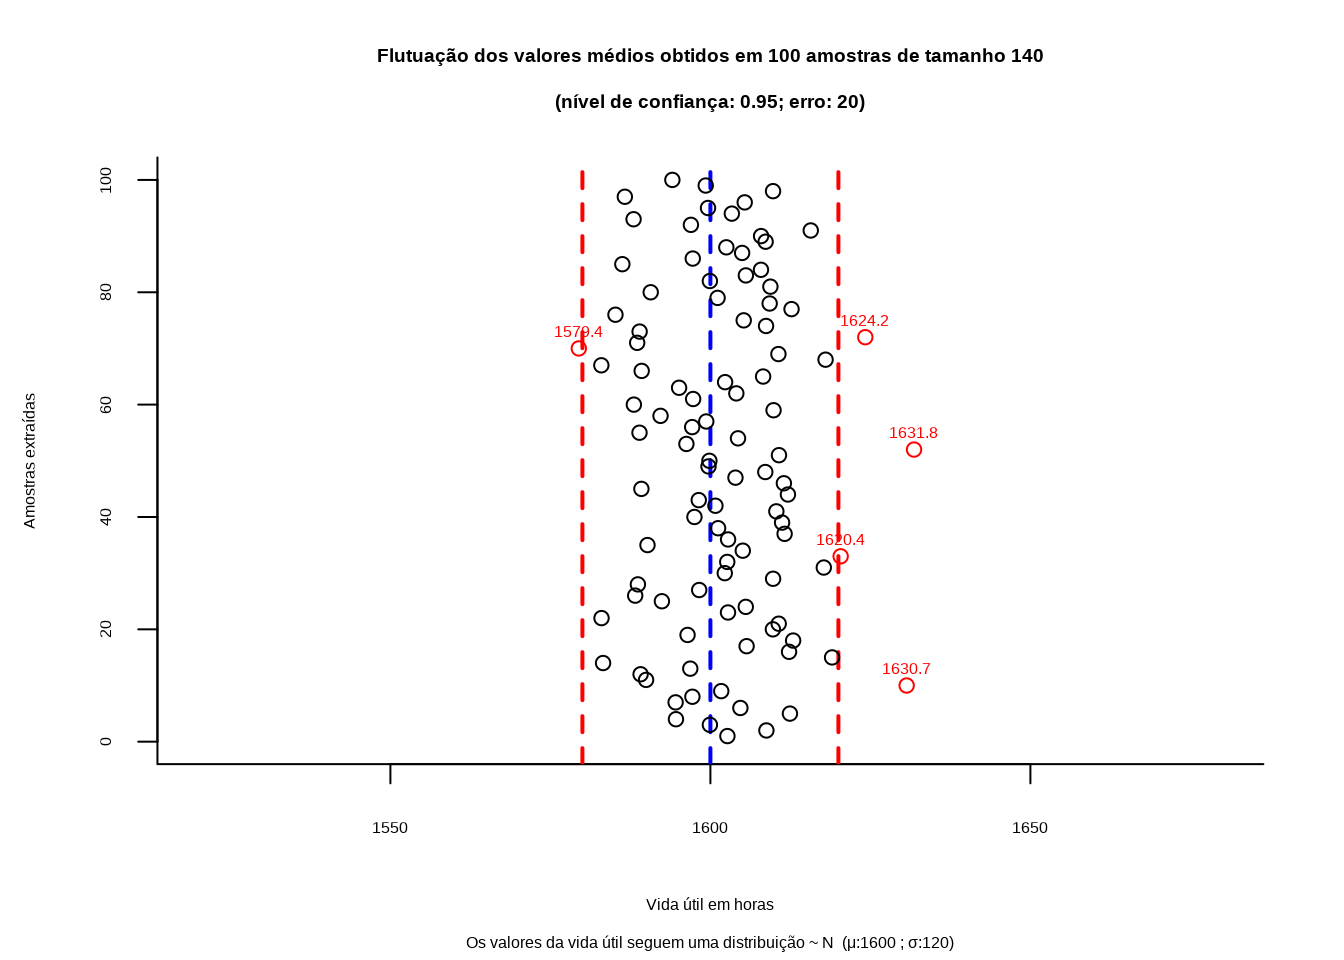 Flutuação dos valores médios obtidos em 100 amostras de tamanho 140
(nível de confiança: 0.95; erro: 20)
Amostras extraídas
100
80
60
40
20
0
1579.4
1624.2
1631.8
1620.4
1630.7
1550
1600
1650
Vida útil em horas
Os valores da vida útil seguem uma distribuição ~ N  (μ:1600 ; σ:120)